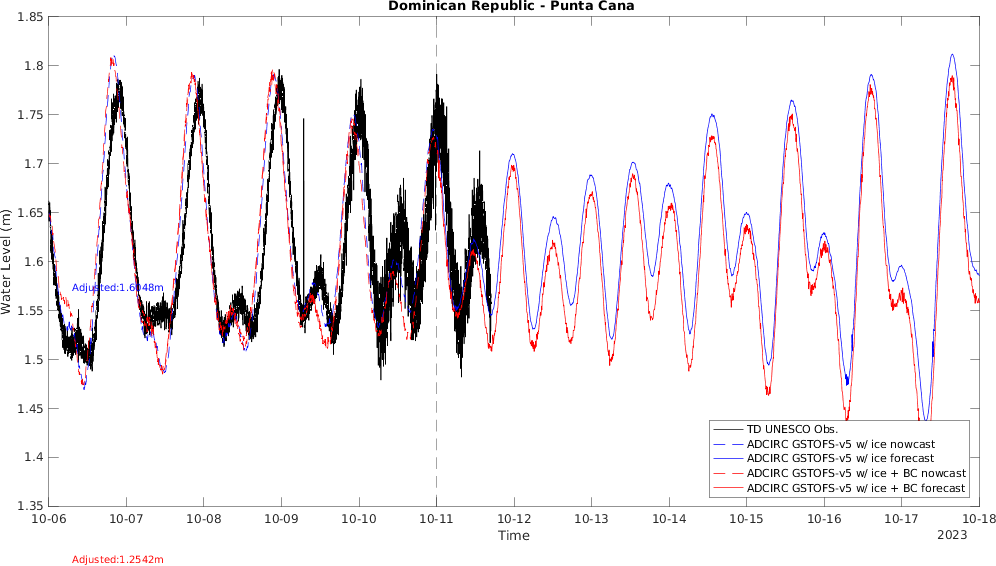 Dominican Republic - Punta Cana
1.85
1.8
1.75
1.7
1.65
1.6
1.55
1.5
1.45
1.4
1.35
Water Level (m)
Adjusted:1.6048m
TD UNESCO Obs.
ADCIRC GSTOFS-v5 w/ ice nowcast
ADCIRC GSTOFS-v5 w/ ice forecast
ADCIRC GSTOFS-v5 w/ ice + BC nowcast
ADCIRC GSTOFS-v5 w/ ice + BC forecast
10-06 10-07 10-08 10-09 10-10 10-11 10-12 10-13 10-14 10-15 10-16 10-17 10-18
Time
2023
Adjusted:1.2542m